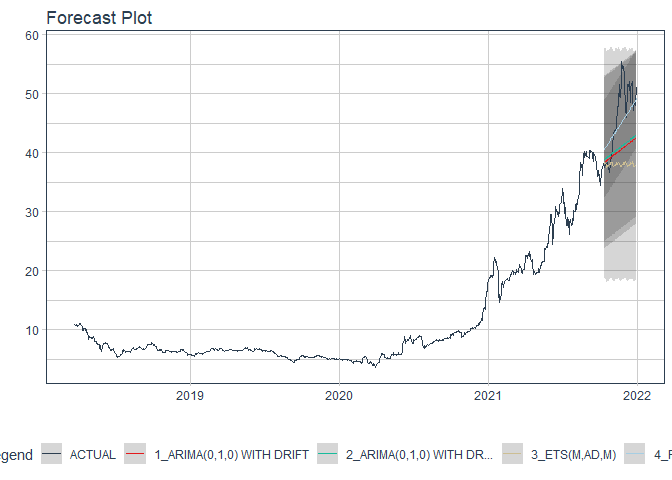 Forecast Plot
60
50
40
30
20
10
2019 2020 2021 2022
egend ACTUAL 1_ARIMA(0,1,0) WITH DRIFT 2_ARIMA(0,1,0) WITH DR... 3_ETS(M,AD,M) 4_F